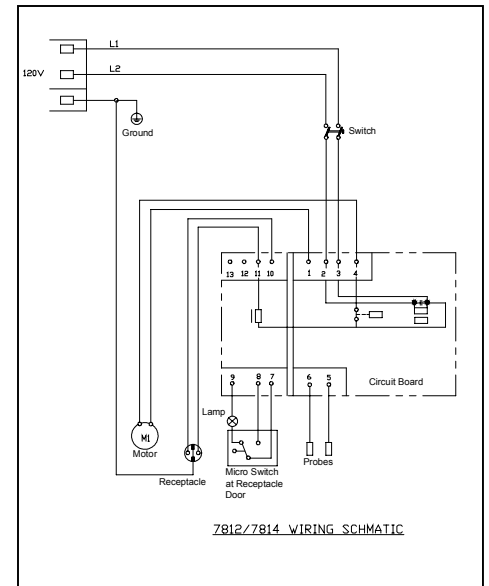 L1
L2
120V
Ground
Switch
13 12 11 10 1 2 3 4
9 8 7 6 5
Circuit Board
Lamp
M1
Motor
Receptacle
Micro Switch
at Receptacle
Door
Probes
7812/7814 WIRING SCHMATIC